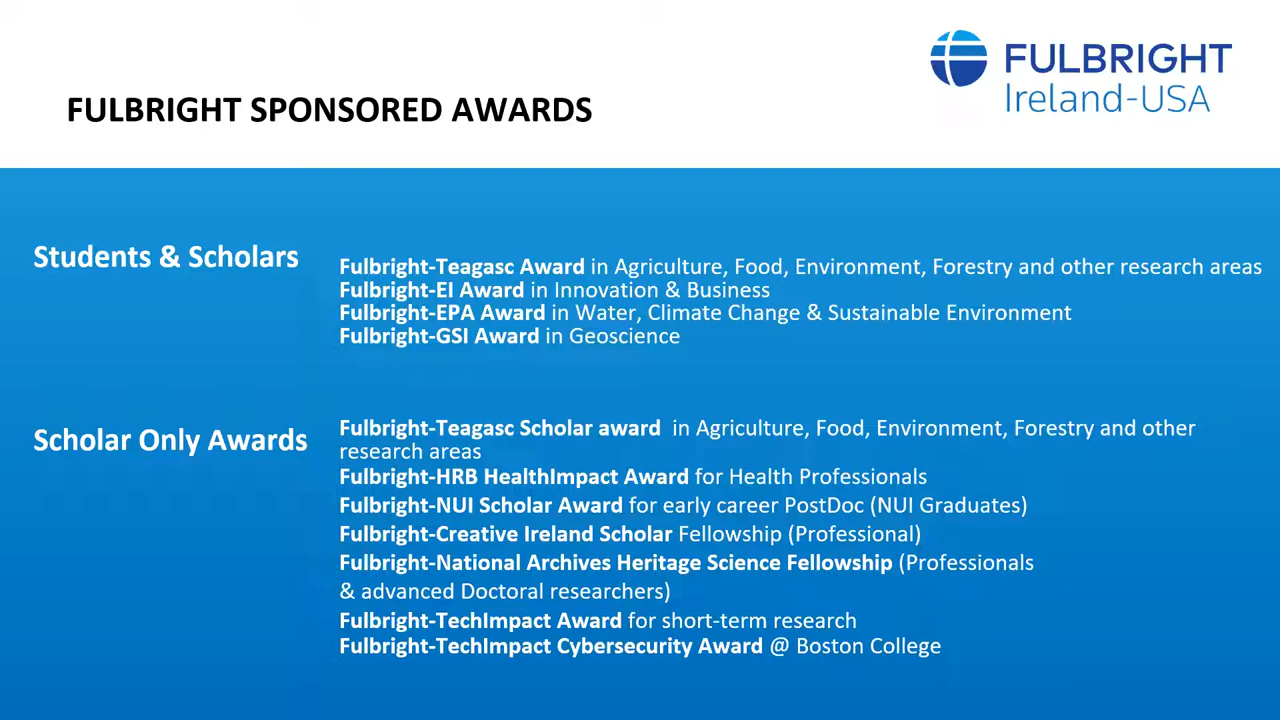 FULBRIGHT
Ireland-USA
FULBRIGHT SPONSORED AWARDS
Students & Scholars
Fulbright-Teagasc Award in Agriculture, Food, Environment, Forestry and other research areas
Fulbright-EI Award in Innovation & Business
Fulbright-EPA Award in Water, Climate Change & Sustainable Environment
Fulbright-GSI Award in Geoscience
Scholar Only Awards
Fulbright-Teagasc Scholar award in Agriculture, Food, Environment, Forestry and other
research areas
Fulbright-HRB HealthImpact Award for Health Professionals
Fulbright-NUI Scholar Award for early career PostDoc (NUI Graduates)
Fulbright-Creative Ireland Scholar Fellowship (Professional)
Fulbright-National Archives Heritage Science Fellowship (Professionals
& advanced Doctoral researchers)
Fulbright-TechImpact Award for short-term research
Fulbright-TechImpact Cybersecurity Award @ Boston College